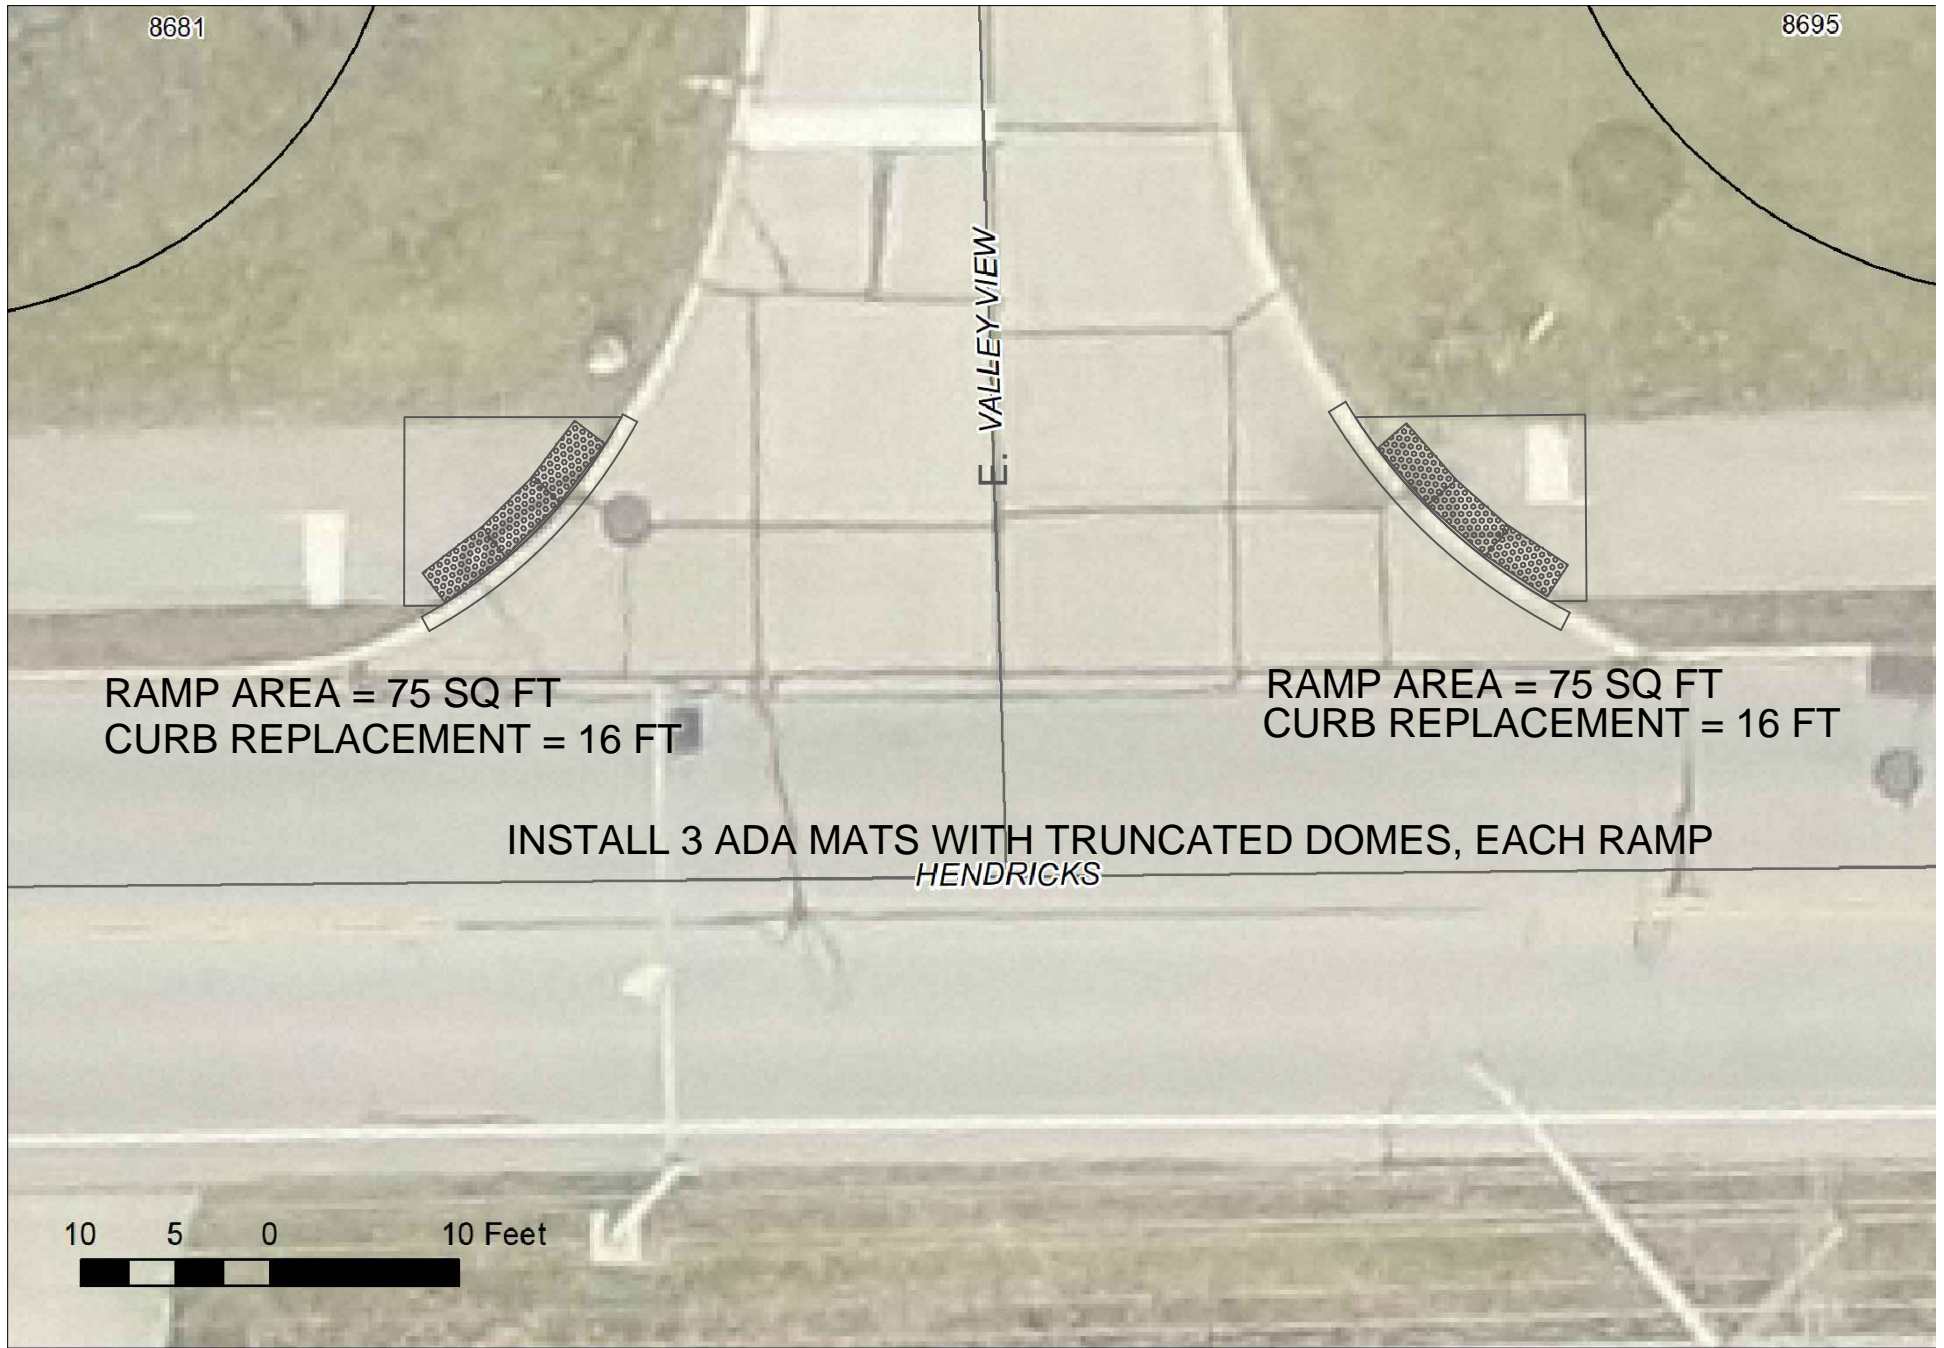 8681
8695
E. VALLEY VIEW
RAMP AREA = 75 SQ FT
CURB REPLACEMENT = 16 FT
RAMP AREA = 75 SQ FT
CURB REPLACEMENT = 16 FT
INSTALL 3 ADA MATS WITH TRUNCATED DOMES, EACH RAMP
HENDRICKS
10 5 0 10 Feet